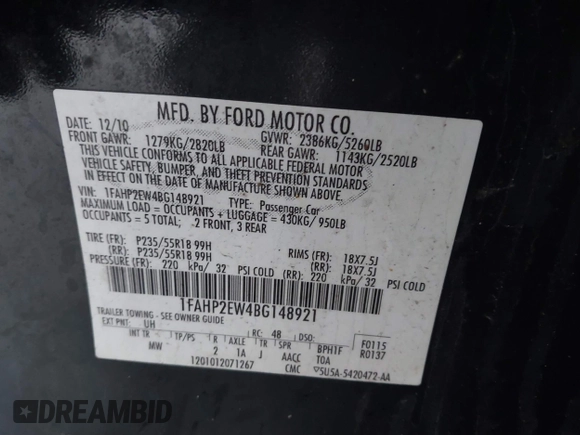 MFD. BY FORD MOTOR CO.
DATE: 12/10 GVWR: 2386KG/5260LB
FRONT GAWR: 1279KG/2820LB REAR GAWR: 1143KG/2520LB
THIS VEHICLE CONFORMS TO ALL APPLICABLE FEDERAL MOTOR
VEHICLE SAFETY, BUMPER, AND THEFT PREVENTION STANDARDS
IN EFFECT ON THE DATE OF MANUFACTURE SHOWN ABOVE.
VIN: 1FAHP2EW4BG148921 TYPE: Passenger Car
MAXIMUM LOAD = OCCUPANTS + LUGGAGE = 430KG/ 950LB
OCCUPANTS = 5 TOTAL: 2 FRONT, 3 REAR
TIRE (FR): P235/55R18 99H RIMS (FR): 18X7.5J
(RR): P235/55R18 99H (RR): 18X7.5J
PRESSURE (FR): 220 kPa/ 32 PSI COLD (RR): 220 kPa/ 32 PSI COLD
1FAHP2EW4BG148921
TRAILER TOWING - SEE OWNER GUIDE
EXT PNT: UH RC: 48 DSO: F0115
R0137
INT TR TP/PS R AXLE TR SPR BPH1F
MW 2 1A J AACC TOA
1201012071267 CMC 5U5A-5420472-AA
DREAMBID